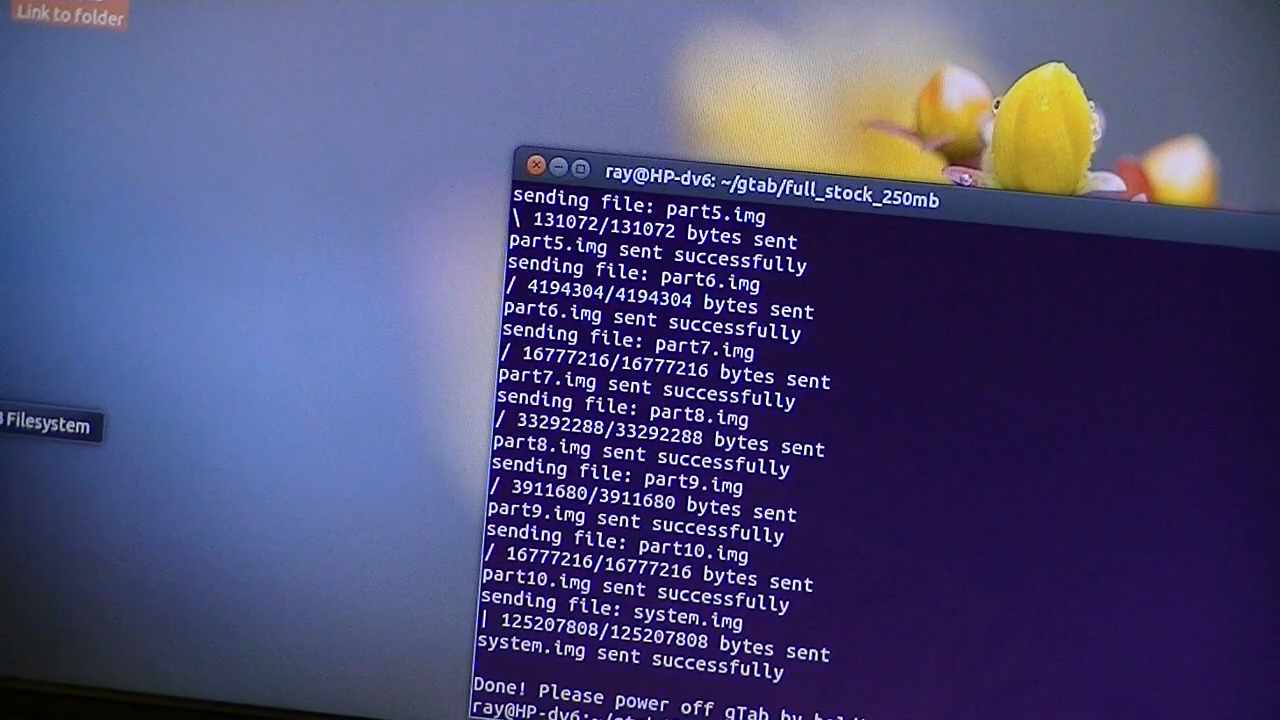 Link to folder
ray@HP-dv6: ~/gtab/full_stock_250mb
sending file: part5.img
\ 131072/131072 bytes sent
part5.img sent successfully
sending file: part6.img
/ 4194304/4194304 bytes sent
part6.img sent successfully
sending file: part7.img
/ 16777216/16777216 bytes sent
part7.img sent successfully
sending file: part8.img
/ 33292288/33292288 bytes sent
part8.img sent successfully
sending file: part9.img
/ 3911680/3911680 bytes sent
part9.img sent successfully
Filesystem
sending file: part10.img
/ 16777216/16777216 bytes sent
part10.img sent successfully
sending file: system.img
| 125207808/125207808 bytes sent
system.img sent successfully
Done! Please power off gTab by
ray@HP-dv6:~/